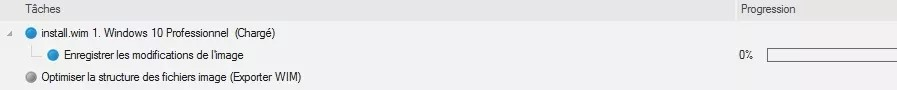 Tâches Progression
install.wim 1. Windows 10 Professionnel (Chargé)
Enregistrer les modifications de l'image 0%
Optimiser la structure des fichiers image (Exporter WIM)